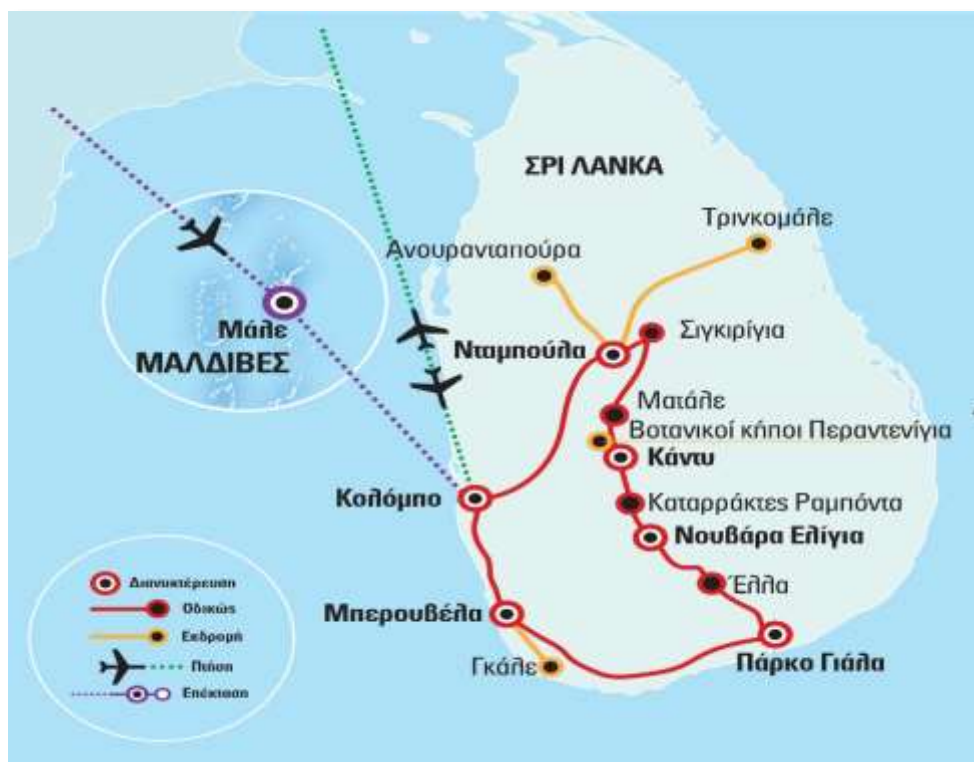 ΣΡΙ ΛΑΝΚΑ
Τρινκομάλε
Ανουρανταπούρα
Μάλε
ΜΑΛΔΙΒΕΣ
Νταμπούλα
Σιγκιρίγια
Ματάλε
Βοτανικοί κήποι Περαντενίγια
Κάντυ
Κολόμπο
Καταρράκτες Ραμπόντα
Νουβάρα Ελίγια
Έλλα
Μπερουβέλα
Γκάλε
Πάρκο Γιάλα
Διανυκτέρευση
Οδικώς
Εκδρομή
Πτήση
Επέκταση